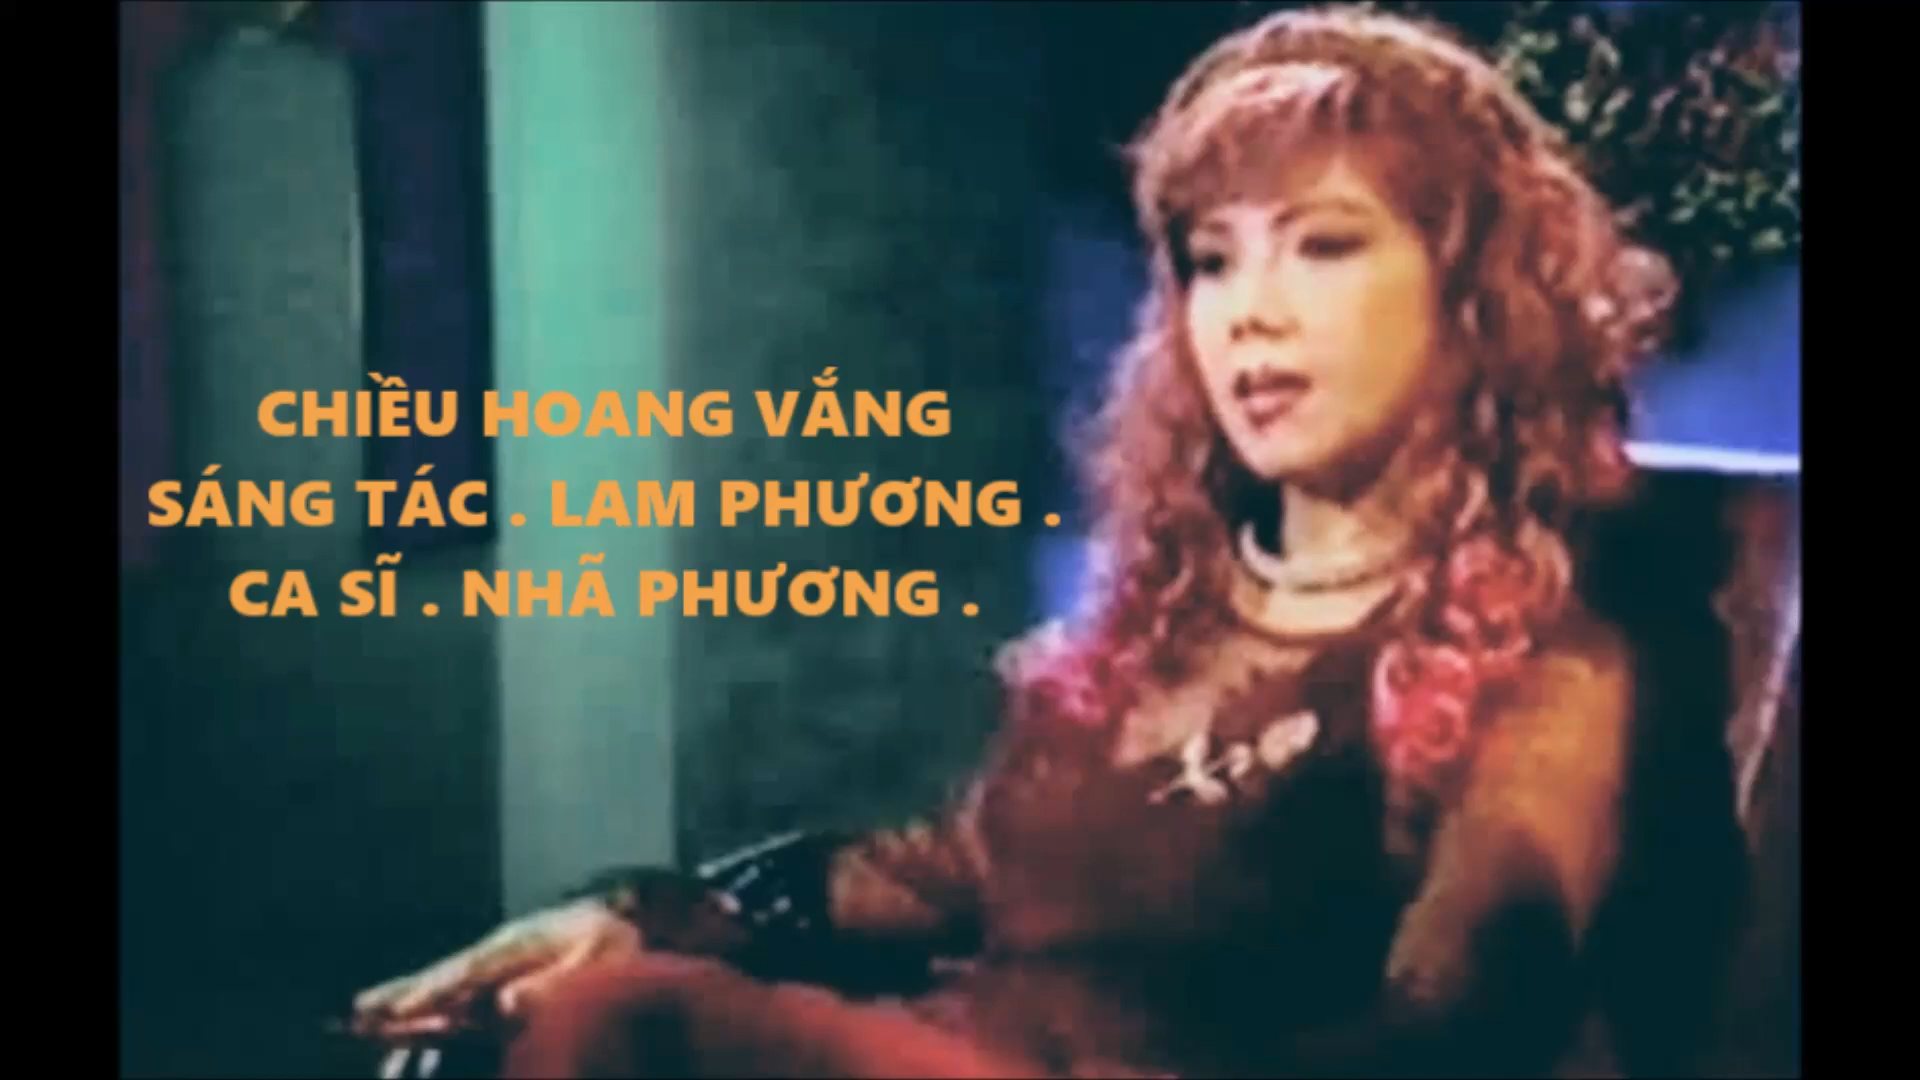 CHIỀU HOANG VẮNG
SÁNG TÁC . LAM PHƯƠNG .
CA SĨ . NHÃ PHƯƠNG .